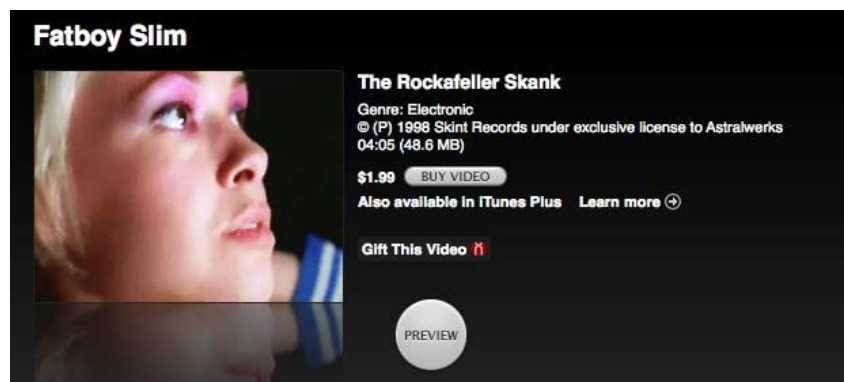 Fatboy Slim
The Rockafeller Skank
Genre: Electronic
© (P) 1998 Skint Records under exclusive license to Astralwerks
04:05 (48.6 MB)
$1.99 BUY VIDEO
Also available in iTunes Plus Learn more
Gift This Video
PREVIEW